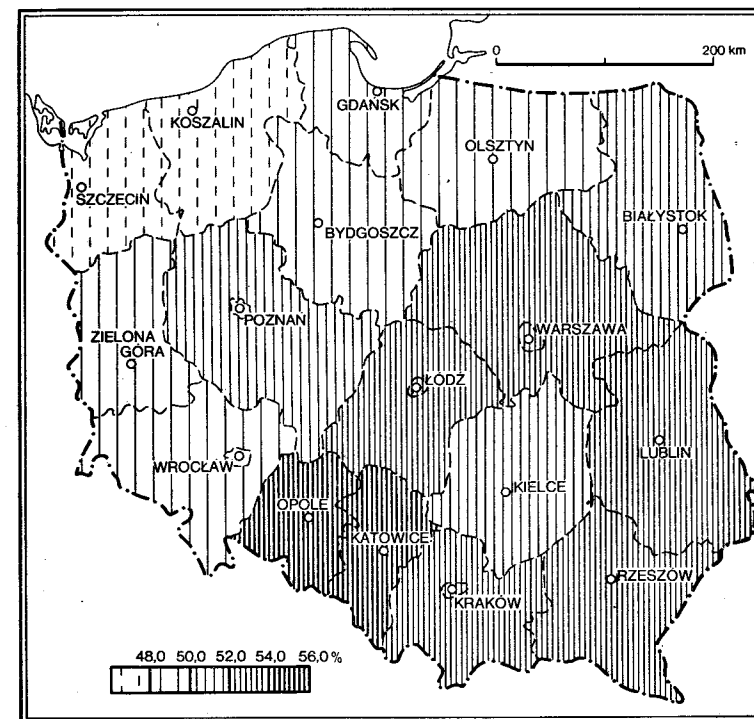 0 200 km
GDAŃSK
KOSZALIN
OLSZTYN
SZCZECIN
BIAŁYSTOK
BYDGOSZCZ
POZNAŃ
WARSZAWA
ZIELONA
GÓRA
ŁÓDŹ
LUBLIN
WROCŁAW
KIELCE
OPOLE
KATOWICE
RZESZÓW
KRAKÓW
48,0 50,0 52,0 54,0 56,0 %